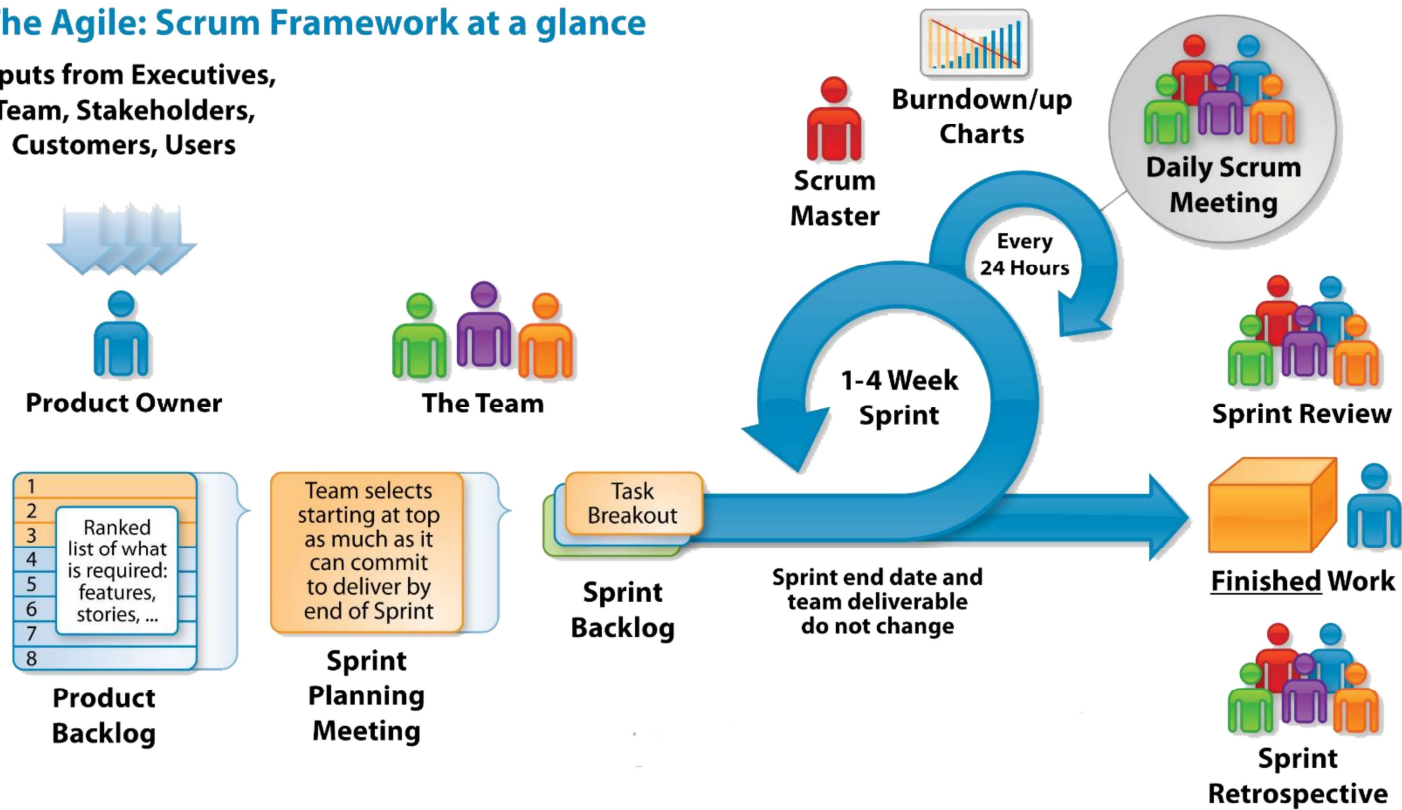 he Agile: Scrum Framework at a glance
puts from Executives,
Team, Stakeholders,
Customers, Users
Product Owner
The Team
Scrum
Master
Burndown/up
Charts
Daily Scrum
Meeting
Every
24 Hours
1-4 Week
Sprint
Sprint Review
1
2
3
4
5
6
7
8
Ranked
list of what
is required:
features,
stories, ...
Product
Backlog
Team selects
starting at top
as much as it
can commit
to deliver by
end of Sprint
Sprint
Planning
Meeting
Task
Breakout
Sprint
Backlog
Sprint end date and
team deliverable
do not change
Finished Work
Sprint
Retrospective